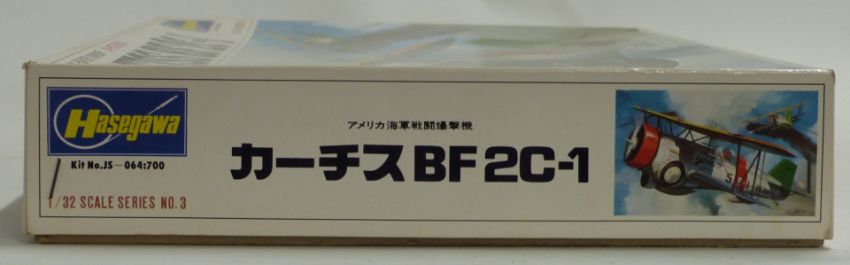 Hasegawa
Kit No.JS-064:700
1/32 SCALE SERIES NO.3
アメリカ海軍戦闘爆撃機
カーチスBF2C-1